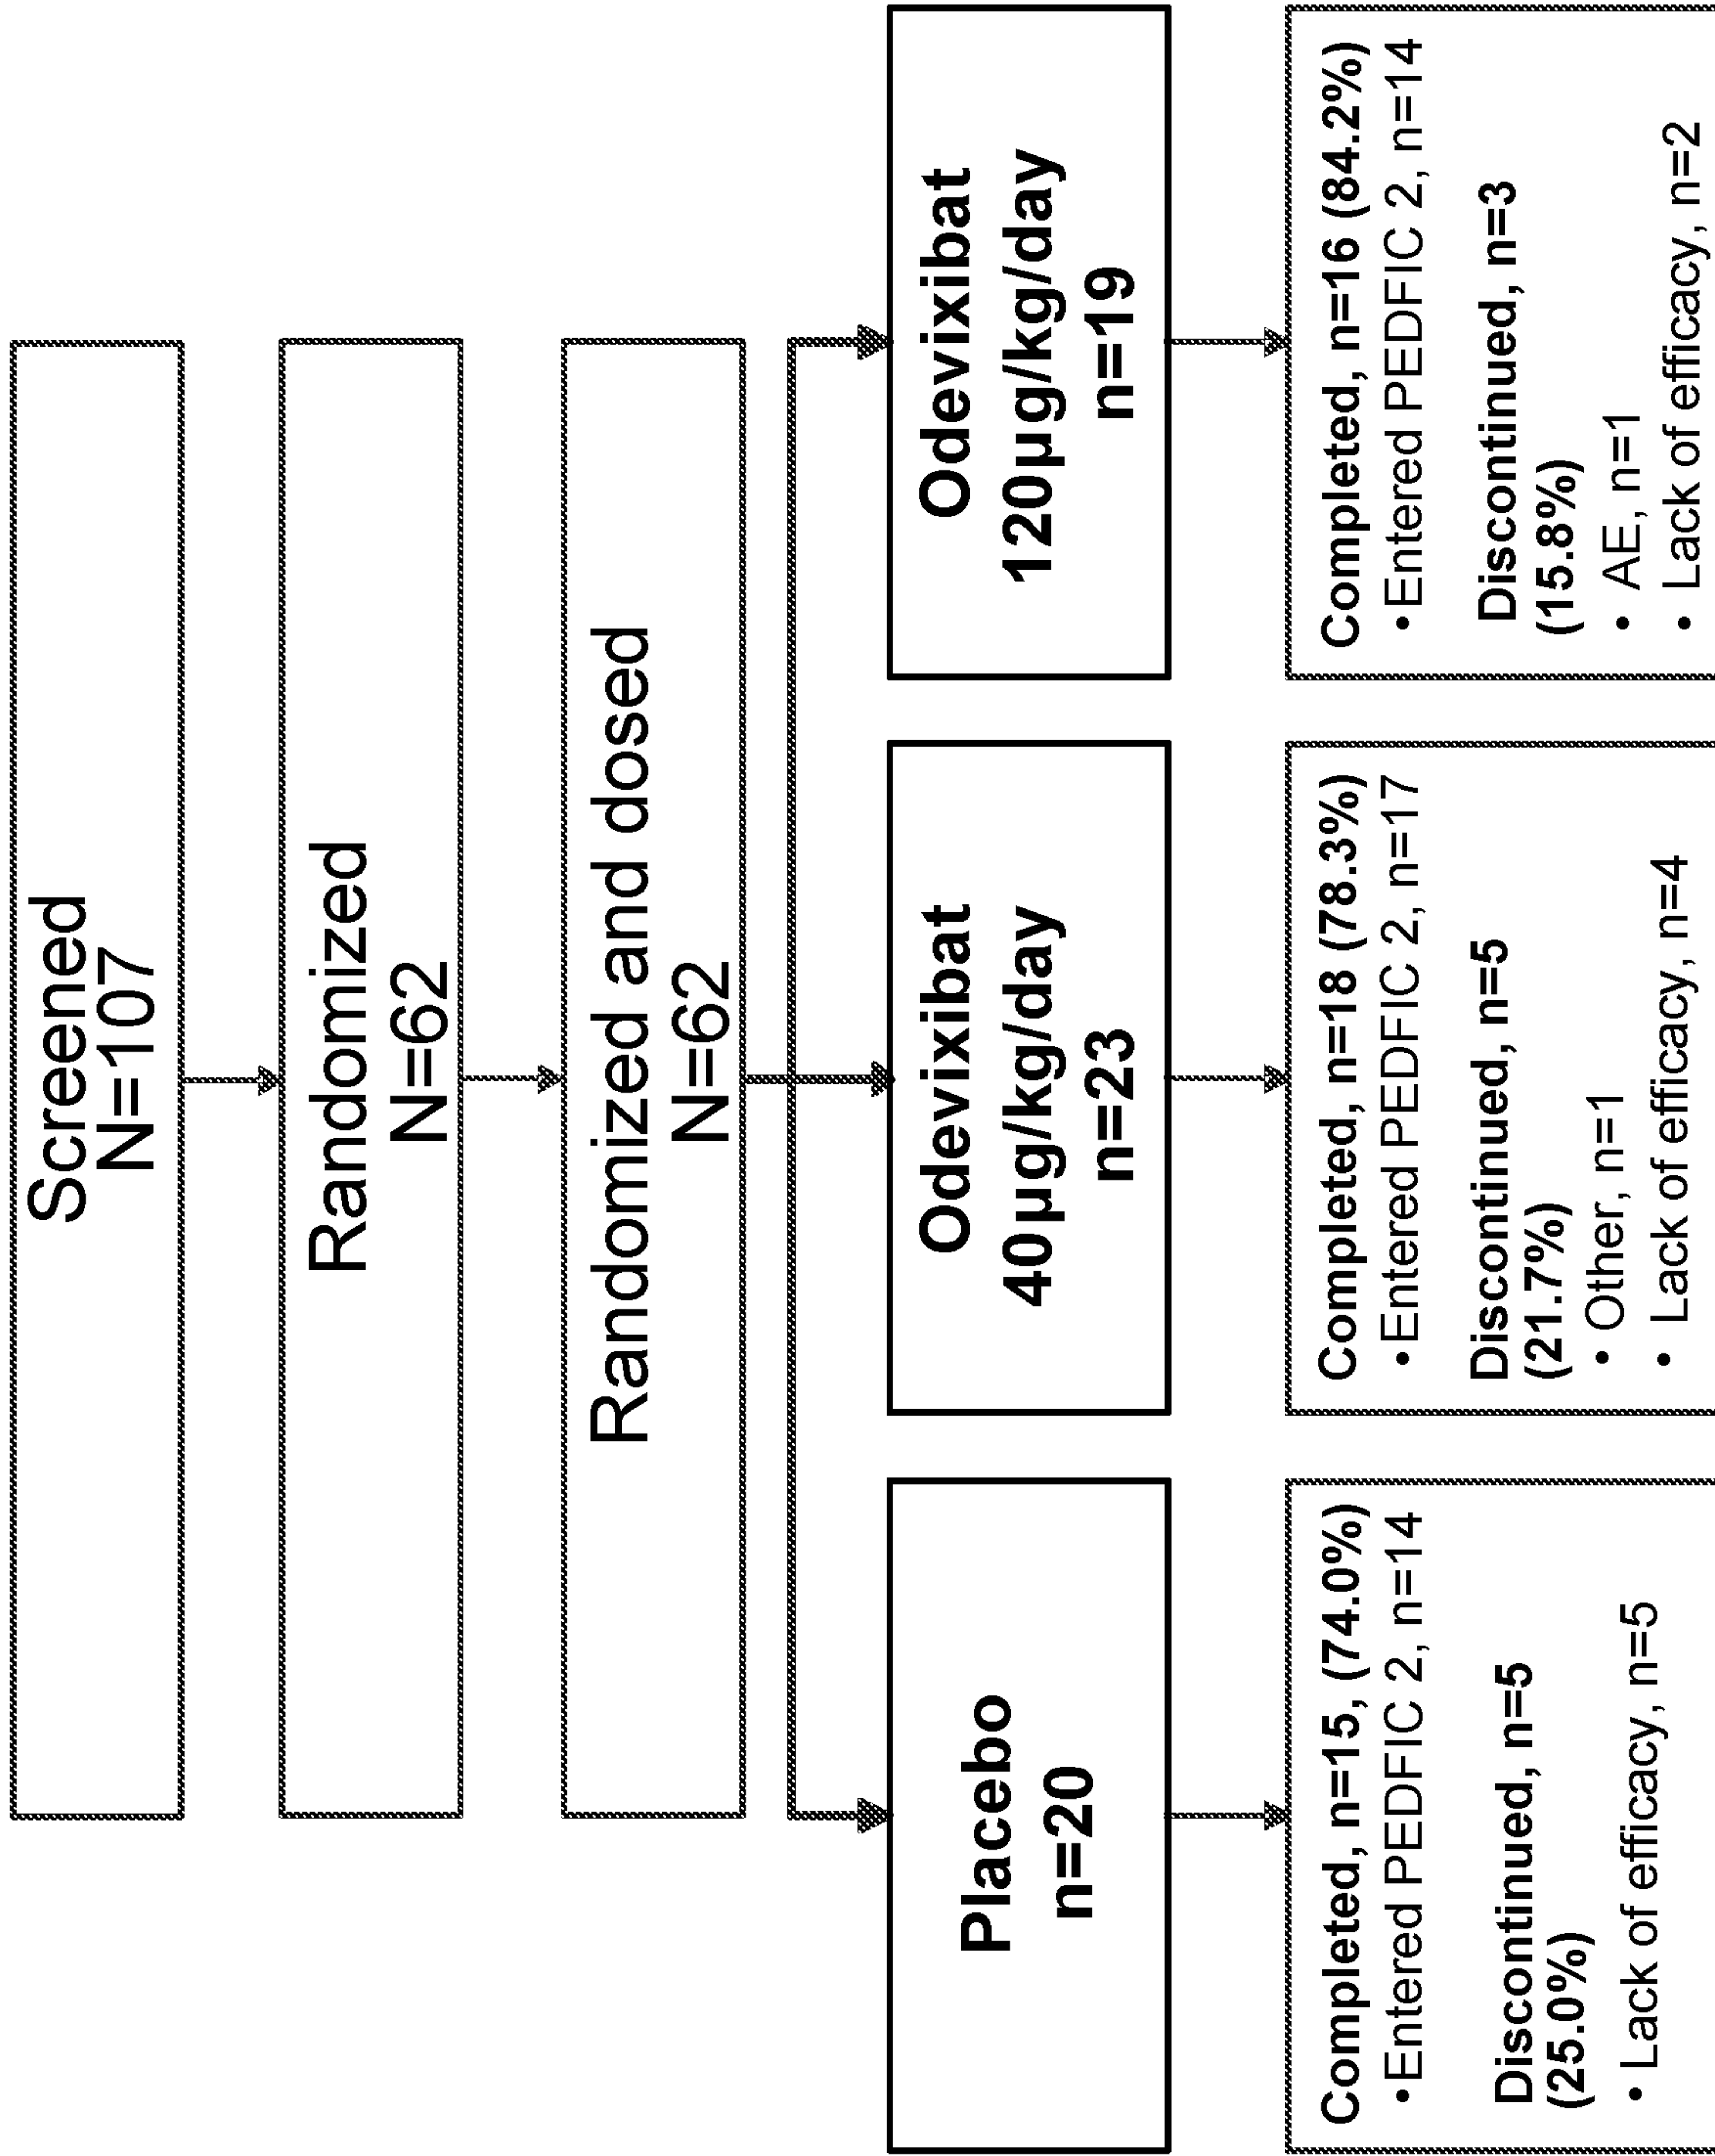 Screened
N=107
Randomized
N=62
Randomized and dosed
N=62
Placebo
n=20
Odevixibat
40µg/kg/day
n=23
Odevixibat
120µg/kg/day
n=19
Completed, n=15, (74.0%)
•Entered PEDFIC 2, n=14
Discontinued, n=5
(25.0%)
• Lack of efficacy, n=5
Completed, n=18 (78.3%)
• Entered PEDFIC 2, n=17
Discontinued, n=5
(21.7%)
• Other, n=1
• Lack of efficacy, n=4
Completed, n=16 (84.2%)
•Entered PEDFIC 2, n=14
Discontinued, n=3
(15.8%)
• AE, n=1
• Lack of efficacy, n=2